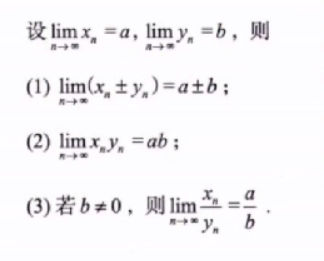 设 lim_{n→∞} x_n = a, lim_{n→∞} y_n = b, 则
(1) lim_{n→∞} (x_n ± y_n) = a ± b;
(2) lim_{n→∞} x_n y_n = ab;
(3) 若 b ≠ 0, 则 lim_{n→∞} x_n/y_n = a/b.